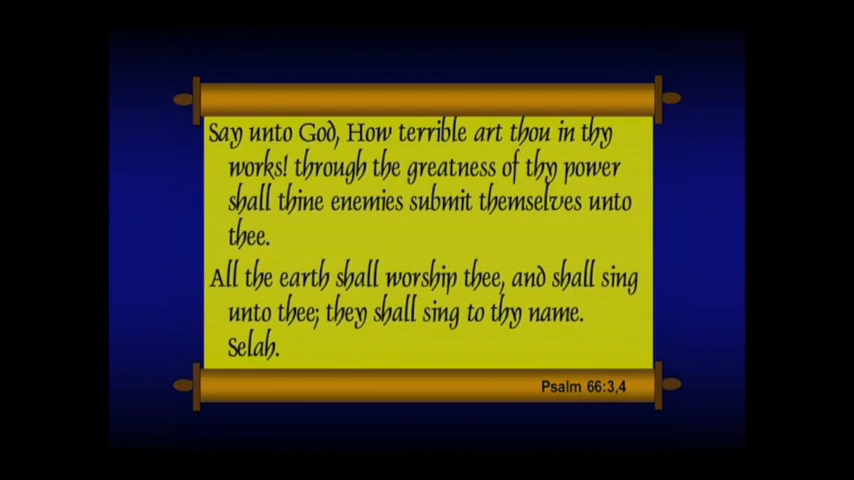 Say unto God, How terrible art thou in thy
works! through the greatness of thy power
shall thine enemies submit themselves unto
thee.
All the earth shall worship thee, and shall sing
unto thee; they shall sing to thy name.
Selah.
Psalm 66:3,4